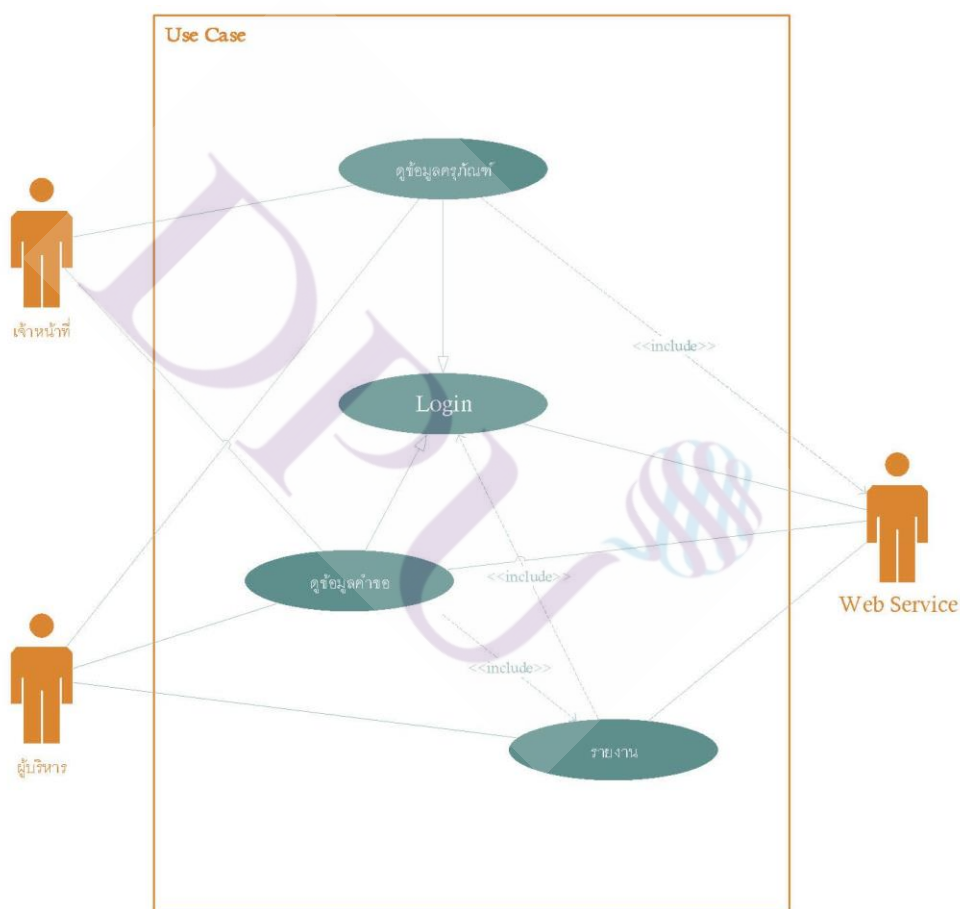 Use Case
ดูข้อมูลครุภัณฑ์
เจ้าหน้าที่
<<include>>
Login
<<include>>
ดูข้อมูลคำขอ
Web Service
<<include>>
รายงาน
ผู้บริหาร
DPU